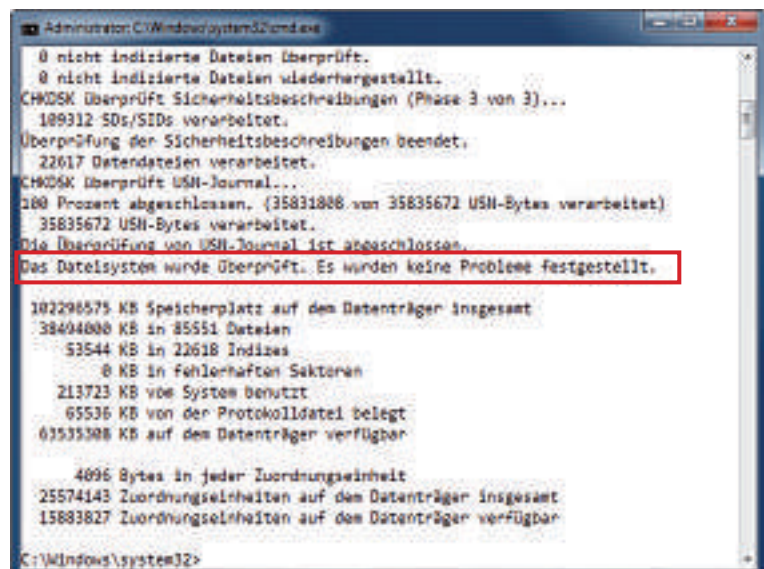 Administrator: C:\Windows\system32\cmd.exe
0 nicht indizierte Dateien überprüft.
0 nicht indizierte Dateien wiederhergestellt.
CHKDSK überprüft Sicherheitsbeschreibungen (Phase 3 von 3)...
109312 SDs/SIDs verarbeitet.
Überprüfung der Sicherheitsbeschreibungen beendet.
22617 Datendateien verarbeitet.
CHKDSK überprüft USN-Journal...
100 Prozent abgeschlossen. (35831808 von 35835672 USN-Bytes verarbeitet)
35835672 USN-Bytes verarbeitet.
Die Überprüfung von USN-Journal ist abgeschlossen.
Das Dateisystem wurde überprüft. Es wurden keine Probleme festgestellt.
102296575 KB Speicherplatz auf dem Datenträger insgesamt
38494000 KB in 85551 Dateien
53544 KB in 22618 Indizes
0 KB in fehlerhaften Sektoren
213723 KB vom System benutzt
65536 KB von der Protokolldatei belegt
63535308 KB auf dem Datenträger verfügbar
4096 Bytes in jeder Zuordnungseinheit
25574143 Zuordnungseinheiten auf dem Datenträger insgesamt
15883827 Zuordnungseinheiten auf dem Datenträger verfügbar
C:\Windows\system32>